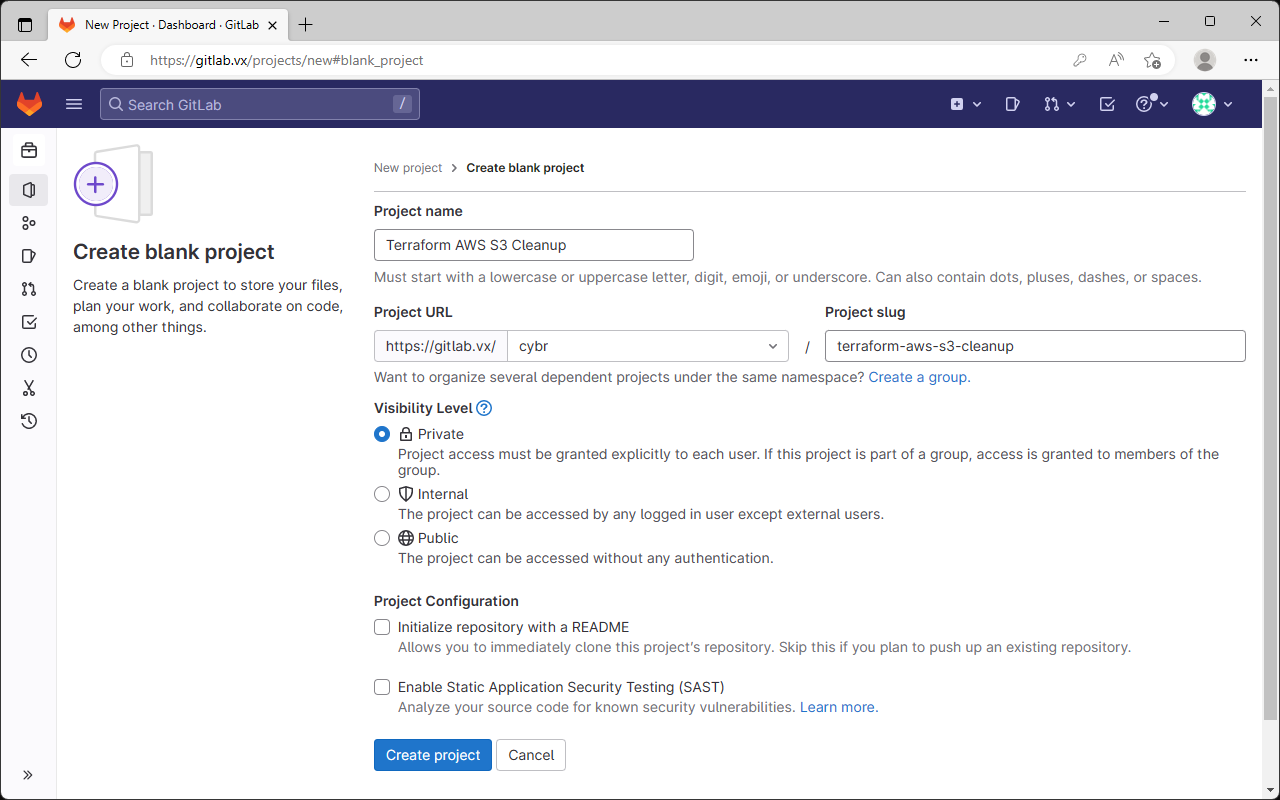 New Project · Dashboard · GitLab
https://gitlab.vx/projects/new#blank_project
Search GitLab
/
Create blank project
Create a blank project to store your files,
plan your work, and collaborate on code,
among other things.
New project > Create blank project
Project name
Terraform AWS S3 Cleanup
Must start with a lowercase or uppercase letter, digit, emoji, or underscore. Can also contain dots, pluses, dashes, or spaces.
Project URL
Project slug
https://gitlab.vx/ cybr / terraform-aws-s3-cleanup
Want to organize several dependent projects under the same namespace? Create a group.
Visibility Level
Private
Project access must be granted explicitly to each user. If this project is part of a group, access is granted to members of the
group.
Internal
The project can be accessed by any logged in user except external users.
Public
The project can be accessed without any authentication.
Project Configuration
Initialize repository with a README
Allows you to immediately clone this project’s repository. Skip this if you plan to push up an existing repository.
Enable Static Application Security Testing (SAST)
Analyze your source code for known security vulnerabilities. Learn more.
Create project
Cancel